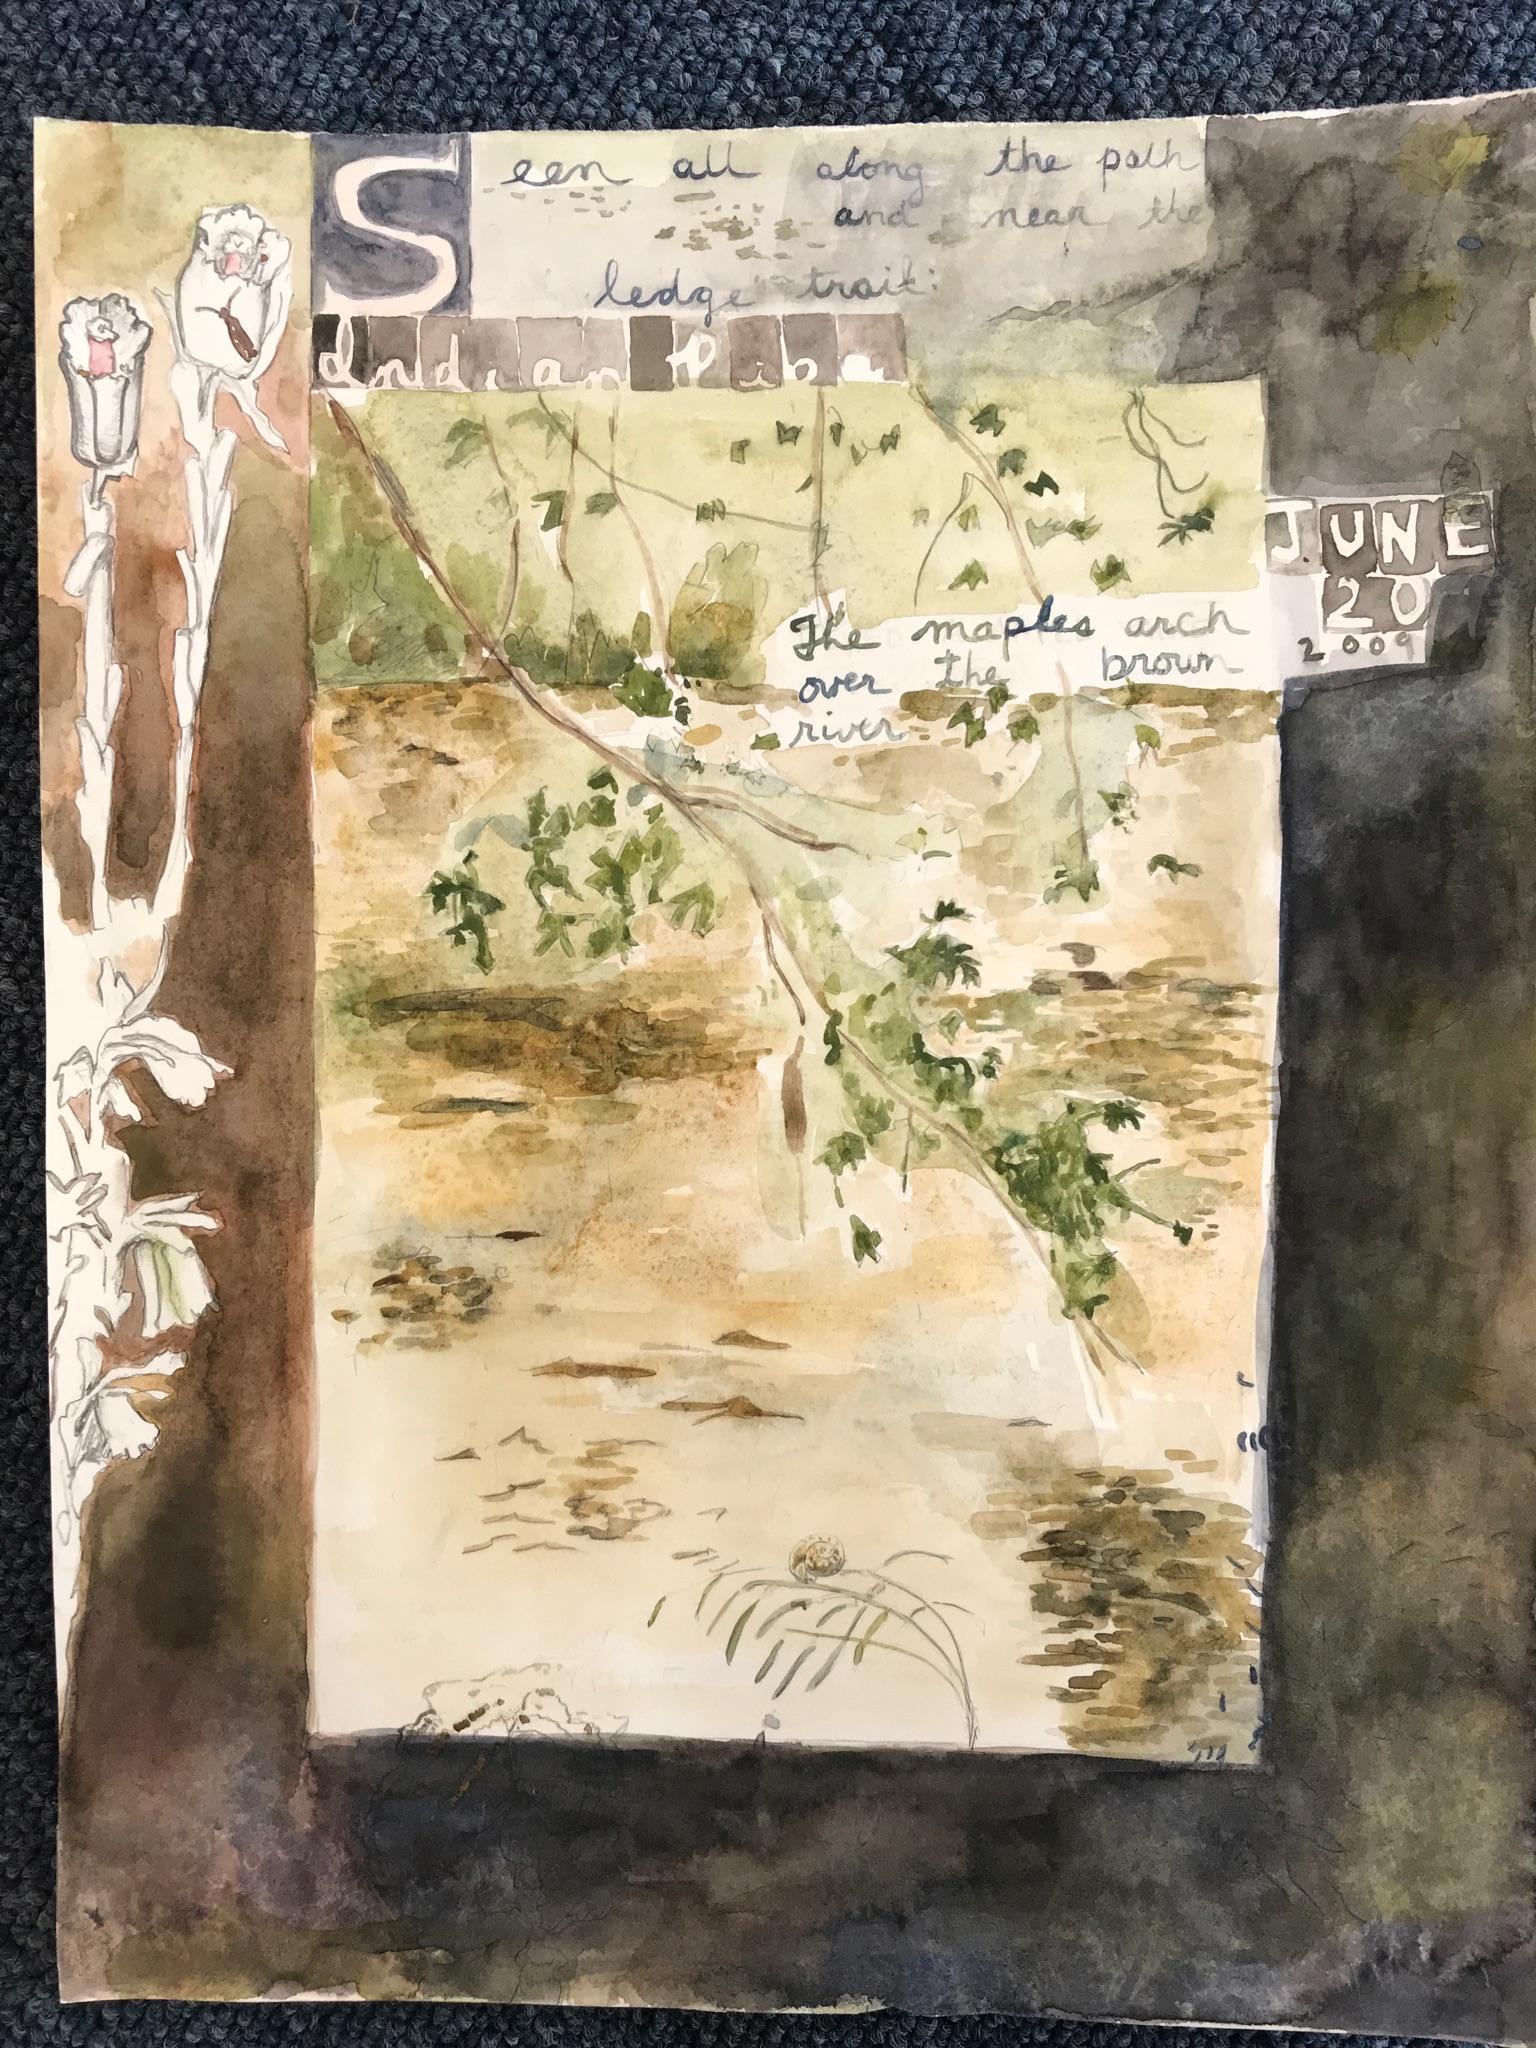 Seen all along the path
and near the
ledge trail:
Indian Pipe
JUNE
20
2009
The maples arch
over the brown
river.